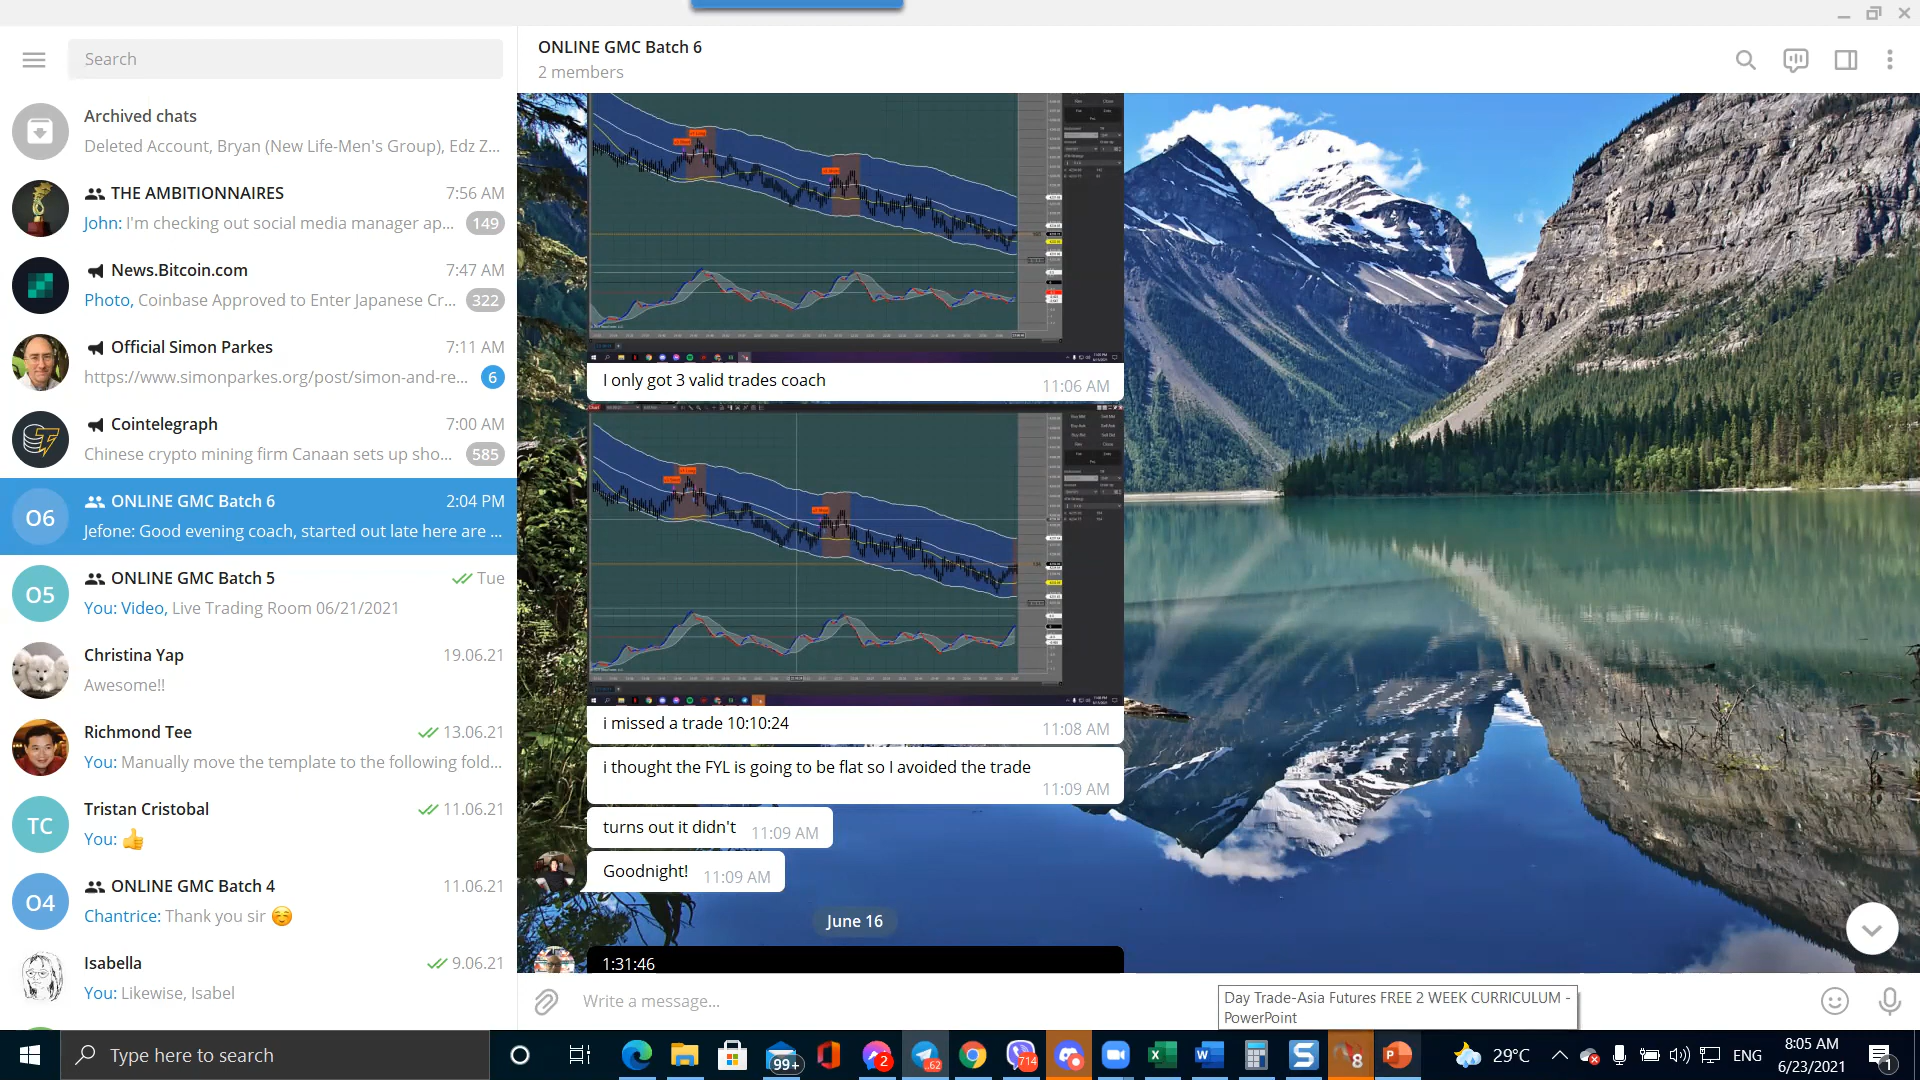 Search
Archived chats
Deleted Account, Bryan (New Life-Men's Group), Edz Z...
THE AMBITIONNAIRES
7:56 AM
John: I'm checking out social media manager ap...
149
News.Bitcoin.com
7:47 AM
Photo, Coinbase Approved to Enter Japanese Cr...
322
Official Simon Parkes
7:11 AM
https://www.simonparkes.org/post/simon-and-re...
6
Cointelegraph
7:00 AM
Chinese crypto mining firm Canaan sets up sho...
585
O6
ONLINE GMC Batch 6
2:04 PM
Jefone: Good evening coach, started out late here are ...
O5
ONLINE GMC Batch 5
Tue
You: Video, Live Trading Room 06/21/2021
Christina Yap
19.06.21
Awesome!!
Richmond Tee
13.06.21
You: Manually move the template to the following fold...
TC
Tristan Cristobal
11.06.21
You: 👍
O4
ONLINE GMC Batch 4
11.06.21
Chantrice: Thank you sir ☺️
Isabella
9.06.21
You: Likewise, Isabel
ONLINE GMC Batch 6
2 members
I only got 3 valid trades coach
11:06 AM
i missed a trade 10:10:24
11:08 AM
i thought the FYL is going to be flat so I avoided the trade
11:09 AM
turns out it didn't
11:09 AM
Goodnight!
11:09 AM
June 16
1:31:46
Write a message...
Day Trade-Asia Futures FREE 2 WEEK CURRICULUM -
PowerPoint
Type here to search
99+
2
62
714
8
29°C
ENG
8:05 AM
6/23/2021
1